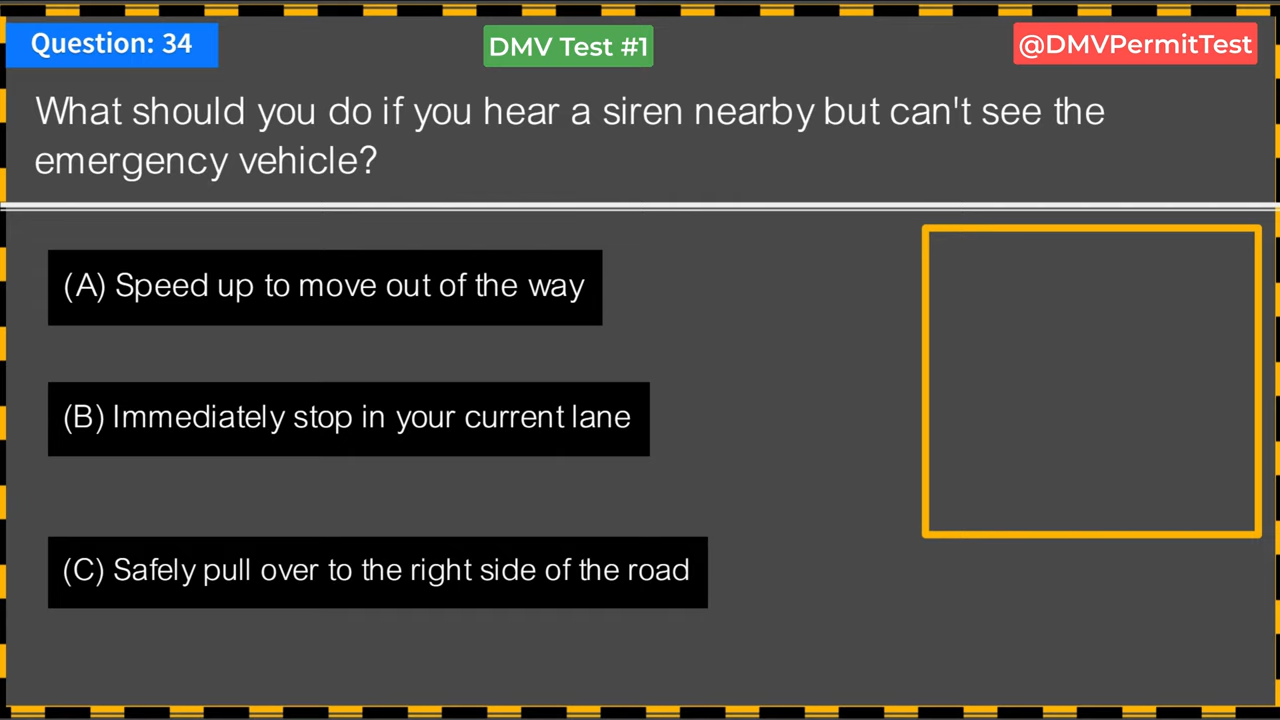 Question: 34
DMV Test #1
@DMVPermitTest
What should you do if you hear a siren nearby but can't see the
emergency vehicle?
(A) Speed up to move out of the way
(B) Immediately stop in your current lane
(C) Safely pull over to the right side of the road